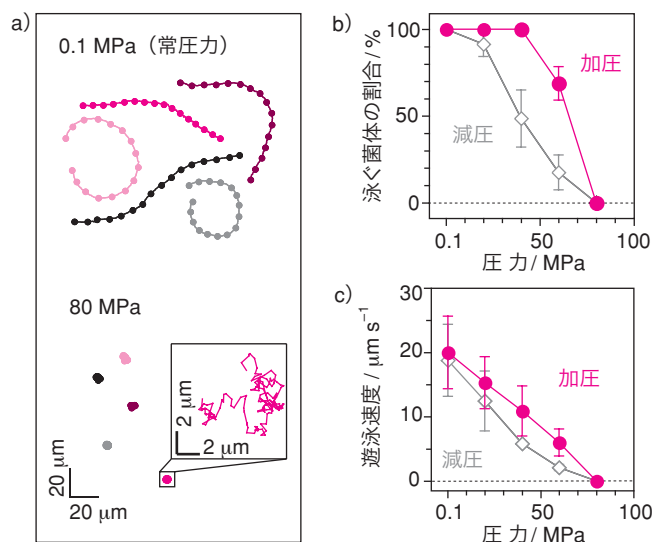 a)
0.1 MPa（常圧力）
80 MPa
2 μm
2 μm
20 μm
20 μm
b)
泳ぐ菌体の割合/ %
100
50
0
加圧
減圧
0.1
50
100
圧 力/ MPa
c)
遊泳速度 / μm s⁻¹
30
20
10
0
加圧
減圧
0.1
50
100
圧 力/ MPa